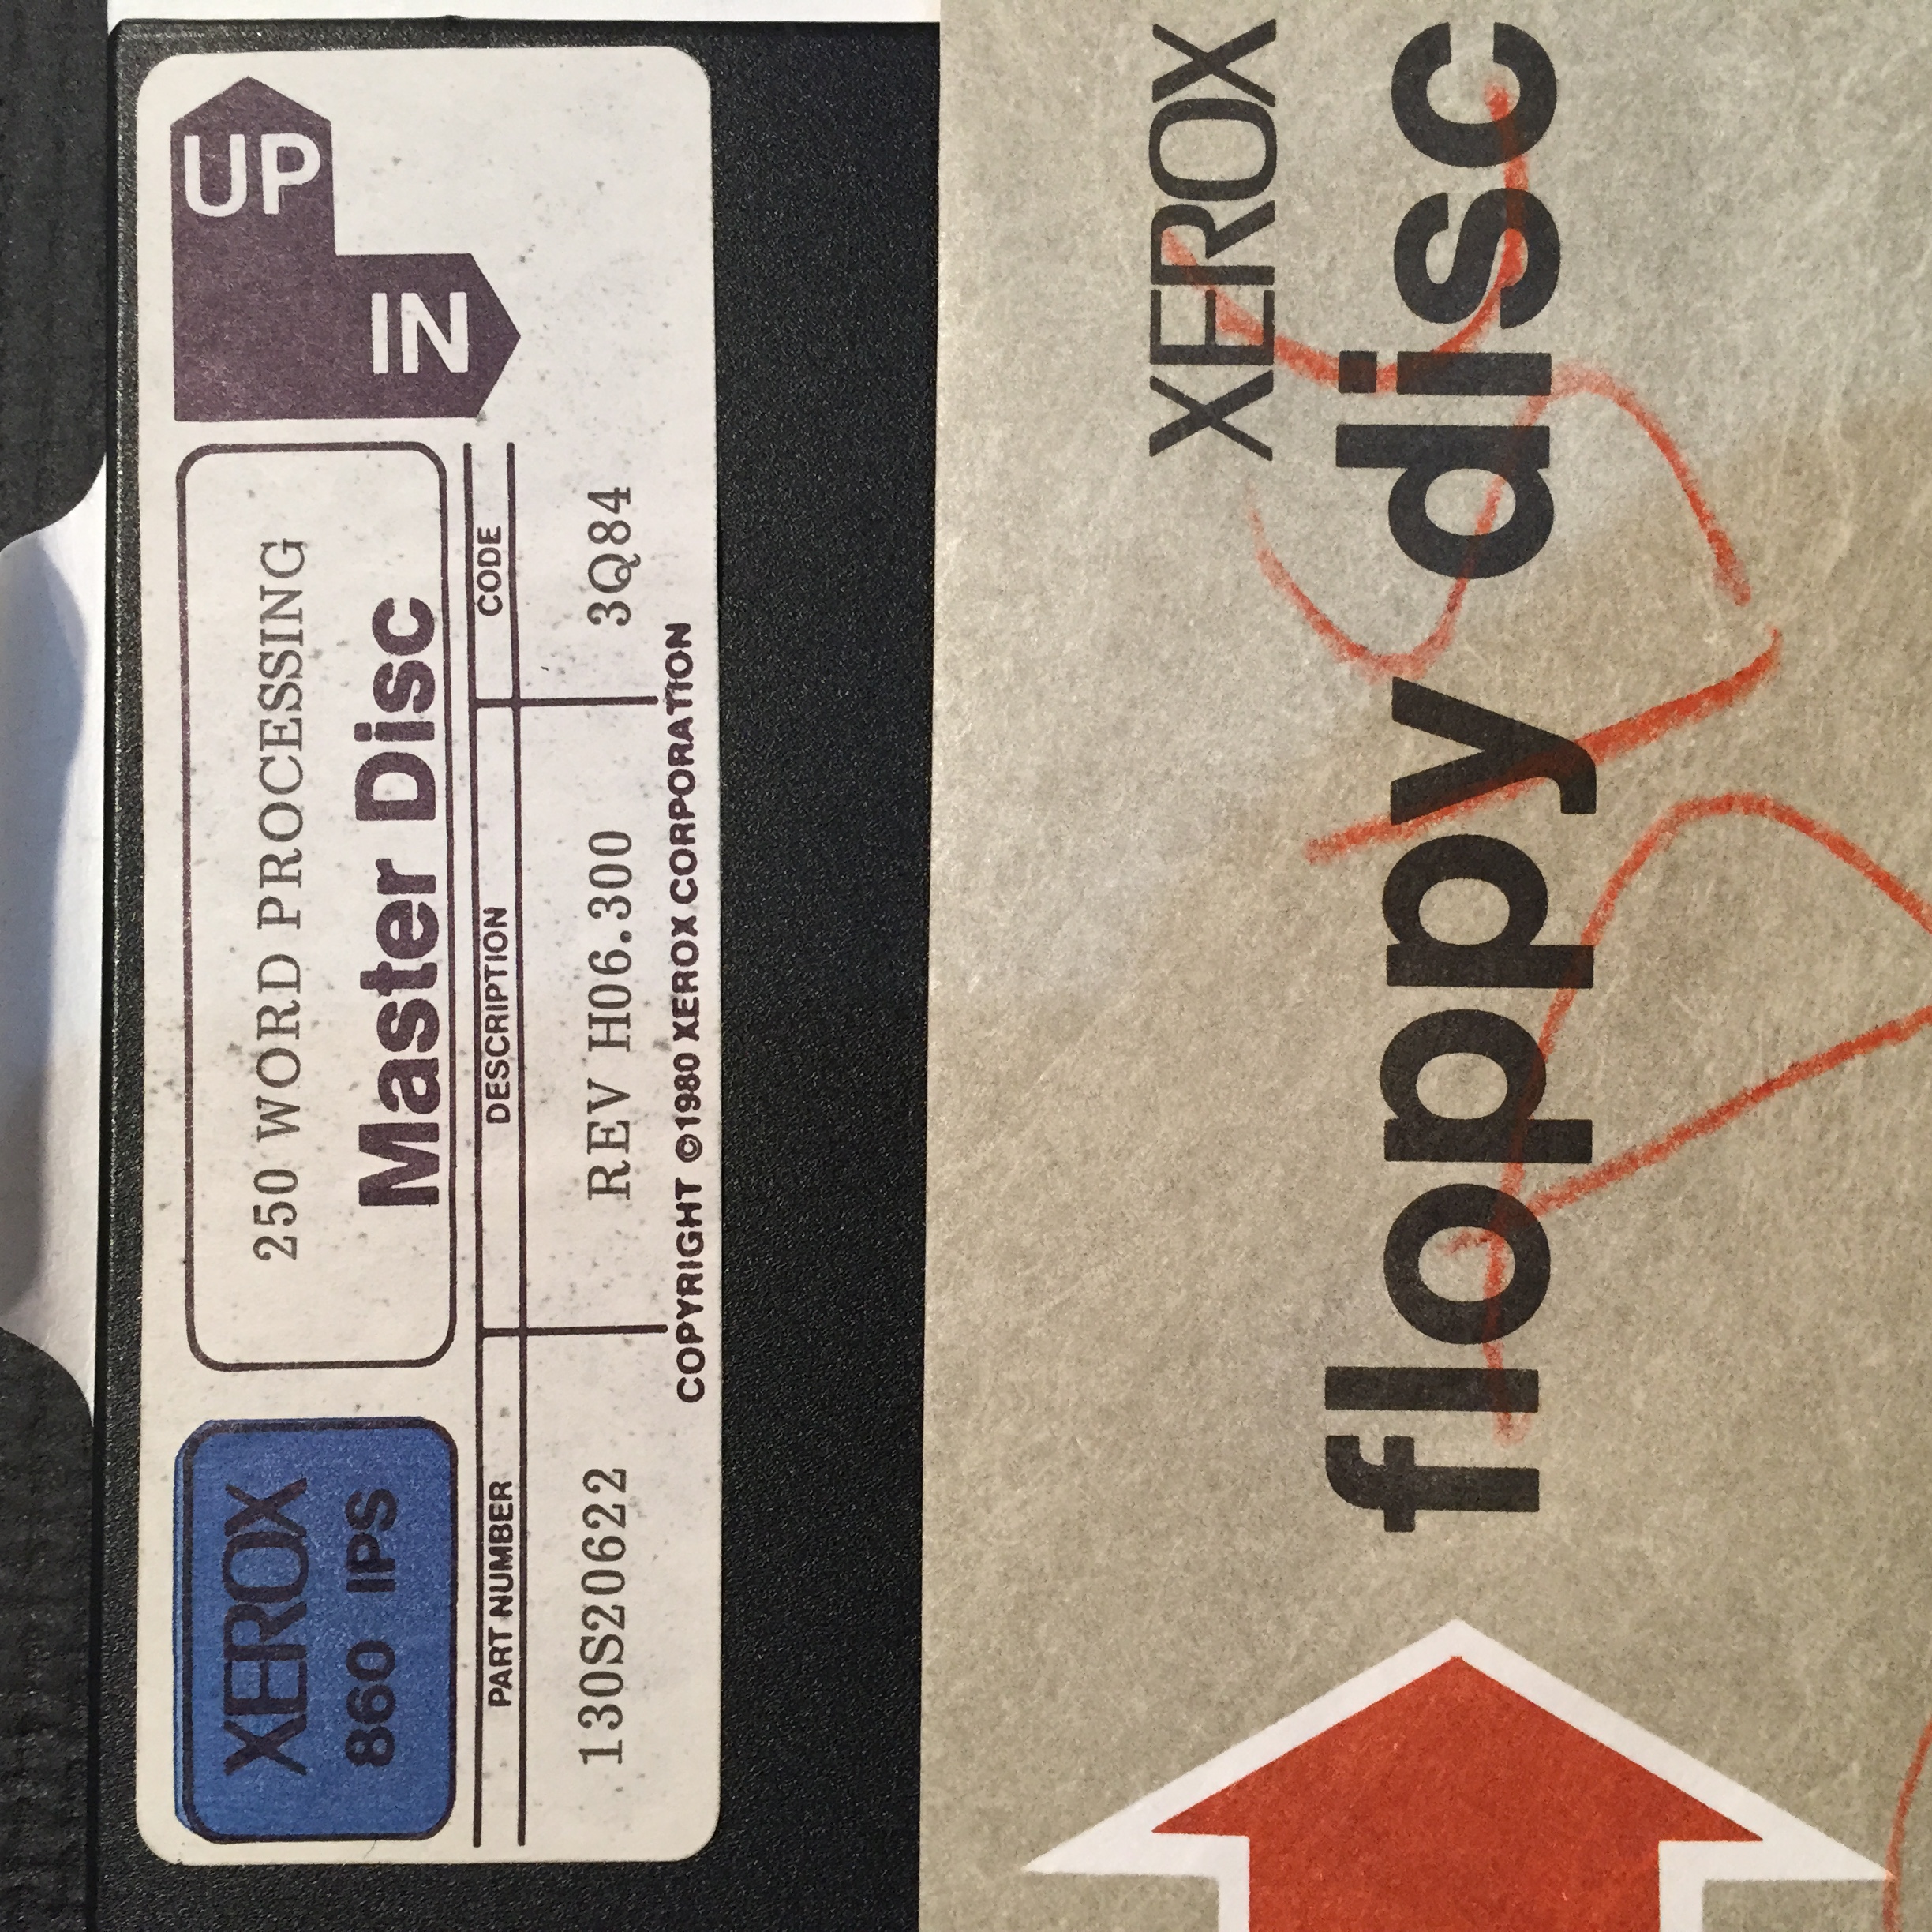 XEROX
860 IPS
250 WORD PROCESSING
Master Disc
UP
IN
PART NUMBER
DESCRIPTION
CODE
130S20622
REV H06.300
3Q84
COPYRIGHT ©1980 XEROX CORPORATION
XEROX
floppy disc